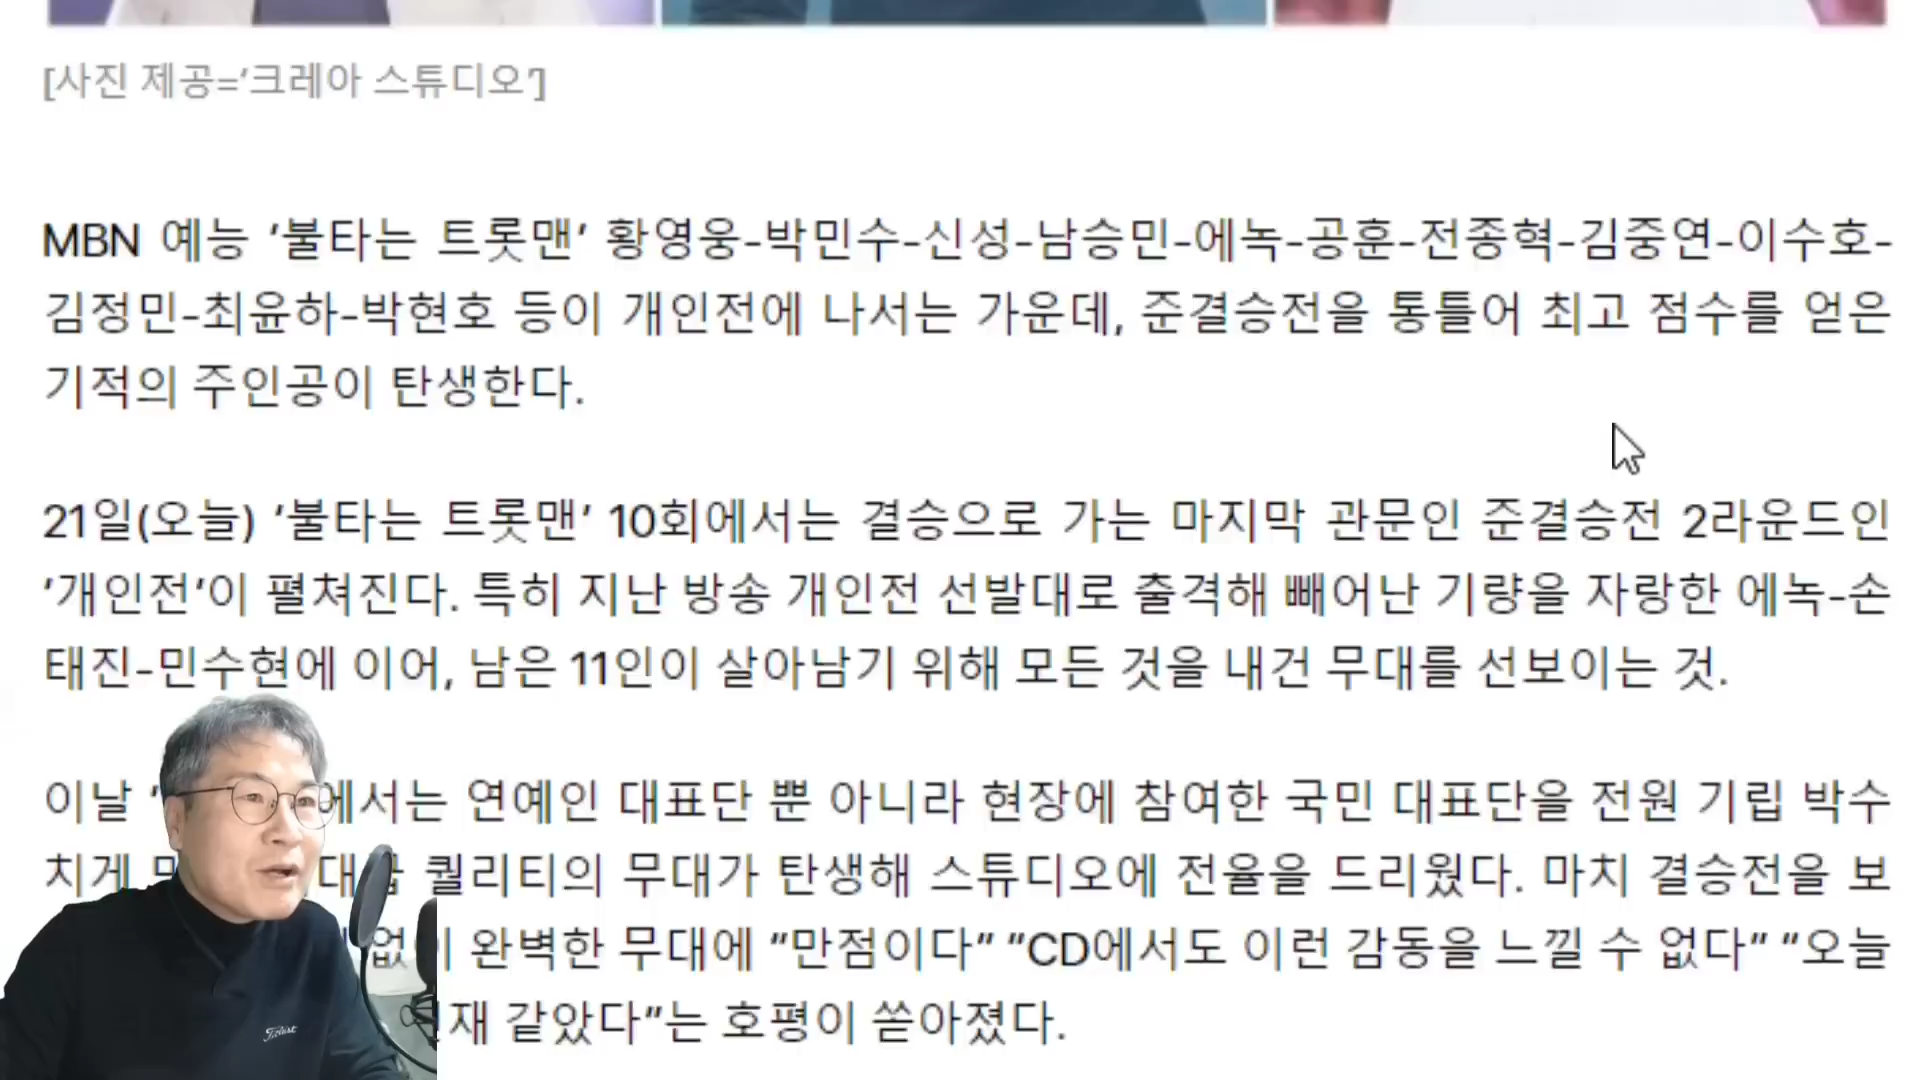 [사진 제공='크레아 스튜디오']
MBN 예능 '불타는 트롯맨' 황영웅-박민수-신성-남승민-에녹-공훈-전종혁-김중연-이수호-
김정민-최윤하-박현호 등이 개인전에 나서는 가운데, 준결승전을 통틀어 최고 점수를 얻은
기적의 주인공이 탄생한다.
21일(오늘) '불타는 트롯맨' 10회에서는 결승으로 가는 마지막 관문인 준결승전 2라운드인
'개인전'이 펼쳐진다. 특히 지난 방송 개인전 선발대로 출격해 빼어난 기량을 자랑한 에녹-손
태진-민수현에 이어, 남은 11인이 살아남기 위해 모든 것을 내건 무대를 선보이는 것.
이날 에서는 연예인 대표단 뿐 아니라 현장에 참여한 국민 대표단을 전원 기립 박수
치게 퀄리티의 무대가 탄생해 스튜디오에 전율을 드리웠다. 마치 결승전을 보
없이 완벽한 무대에 "만점이다" "CD에서도 이런 감동을 느낄 수 없다" "오늘
같았다"는 호평이 쏟아졌다.
Titleist